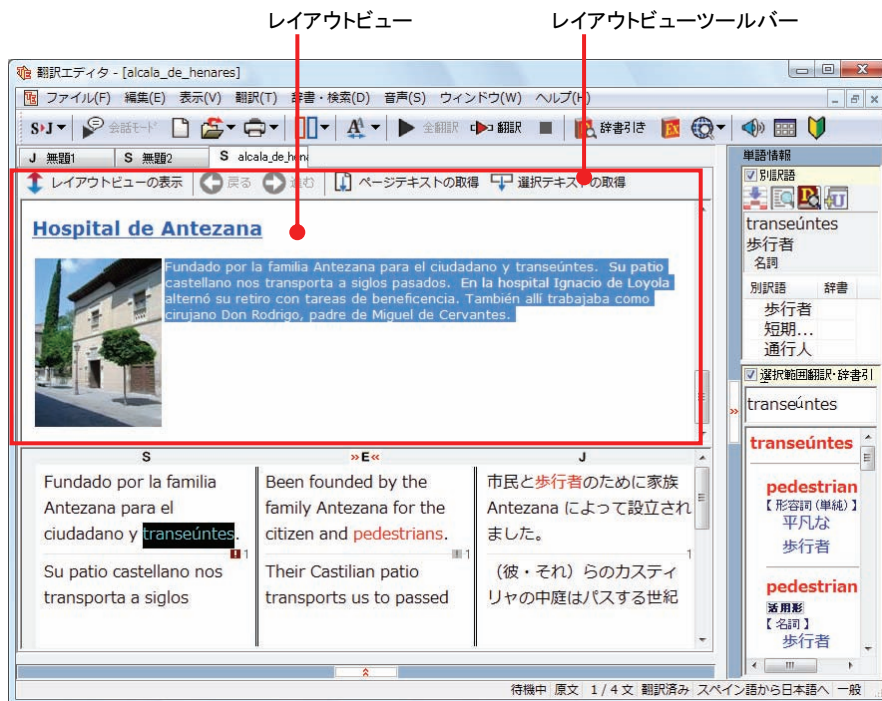 レイアウトビュー
レイアウトビューツールバー
翻訳エディタ - [alcala_de_henares]
ファイル(F) 編集(E) 表示(V) 翻訳(T) 辞書・検索(D) 音声(S) ウィンドウ(W) ヘルプ(H)
S›J 会話モード 全翻訳 翻訳 辞書引き
J 無題1 S 無題2 S alcala_de_hena
レイアウトビューの表示 戻る 進む ページテキストの取得 選択テキストの取得
Hospital de Antezana
Fundado por la familia Antezana para el ciudadano y transeúntes. Su patio
castellano nos transporta a siglos pasados. En la hospital Ignacio de Loyola
alternó su retiro con tareas de beneficencia. También allí trabajaba como
cirujano Don Rodrigo, padre de Miguel de Cervantes.
S
Fundado por la familia
Antezana para el
ciudadano y transeúntes.
1
Su patio castellano nos
transporta a siglos
»E«
Been founded by the
family Antezana for the
citizen and pedestrians.
1
Their Castilian patio
transports us to passed
J
市民と歩行者のために家族
Antezana によって設立され
ました。
1
（彼・それ）らのカスティ
リャの中庭はパスする世紀
単語情報
別訳語
transeúntes
歩行者
名詞
別訳語 辞書
歩行者
短期...
通行人
選択範囲翻訳・辞書引
transeúntes
transeúntes
pedestrian
【 形容詞 (単純) 】
平凡な
歩行者
pedestrian
活用形
【 名詞 】
歩行者
待機中 原文 1 / 4 文 翻訳済み スペイン語から日本語へ 一般